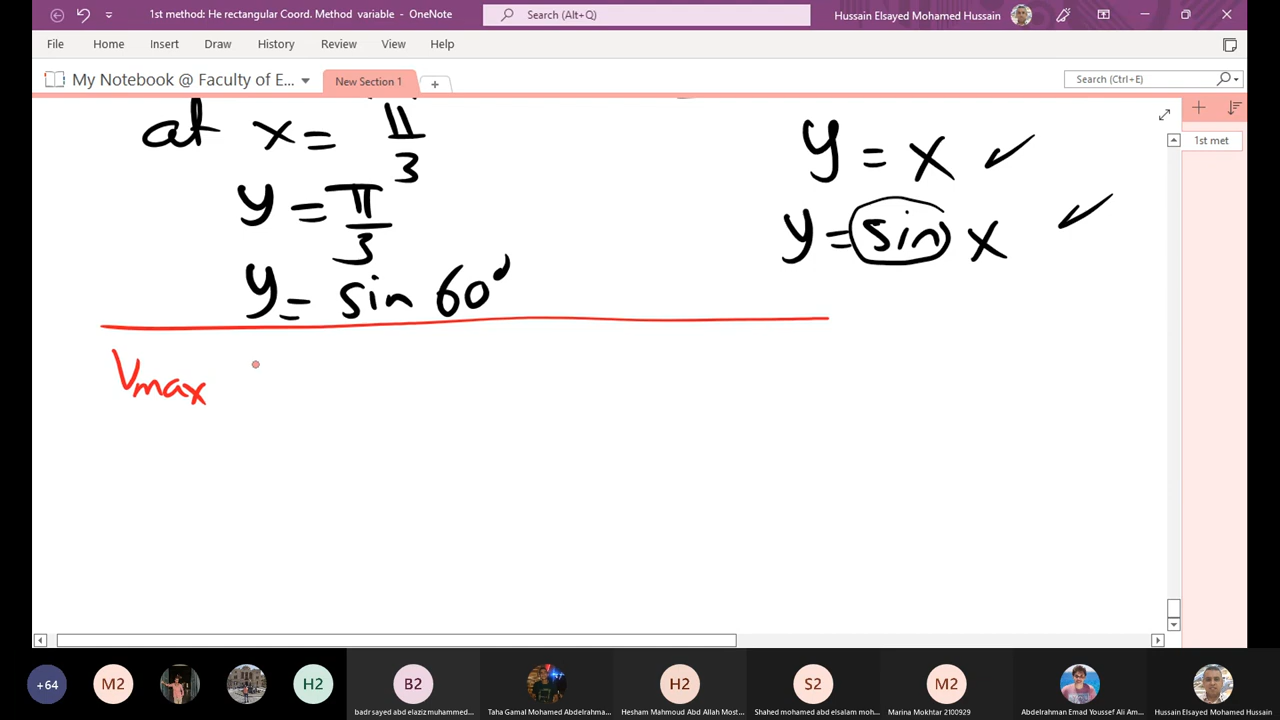 1st method: He rectangular Coord. Method variable - OneNote
Search (Alt+Q)
Hussain Elsayed Mohamed Hussain
File Home Insert Draw History Review View Help
My Notebook @ Faculty of E...
New Section 1
Search (Ctrl+E)
1st met
at x = π/3
y = π/3
y = sin 60
y = x ✓
y = sin x ✓
Vmax
+64
M2
H2
B2
H2
S2
M2
badr sayed abd elaziz muhammed...
Taha Gamal Mohamed Abdelrahma...
Hesham Mahmoud Abd Allah Most...
Shahed mohamed abd elsalam moh...
Marina Mokhtar 2100929
Abdelrahman Emad Youssef Ali Am...
Hussain Elsayed Mohamed Hussain